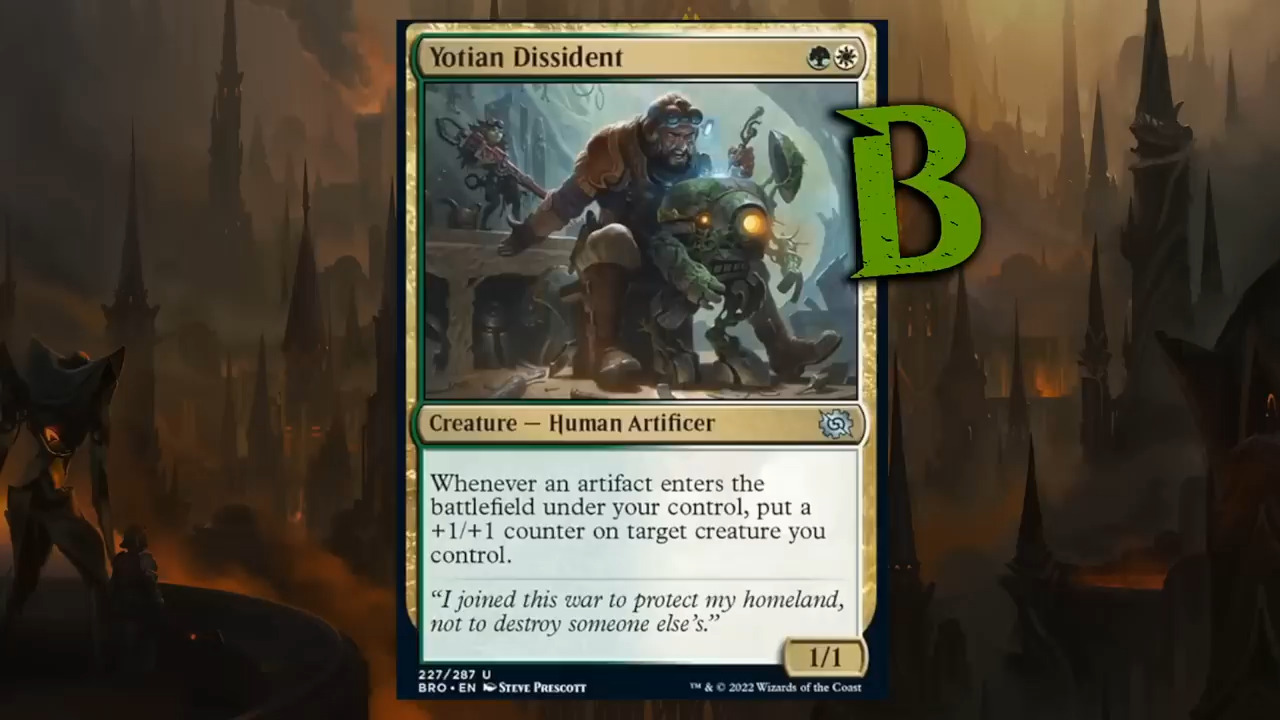 Yotian Dissident
B
Creature — Human Artificer
Whenever an artifact enters the
battlefield under your control, put a
+1/+1 counter on target creature you
control.
“I joined this war to protect my homeland,
not to destroy someone else’s.”
1/1
227/287 U
BRO • EN STEVE PRESCOTT
™ & © 2022 Wizards of the Coast